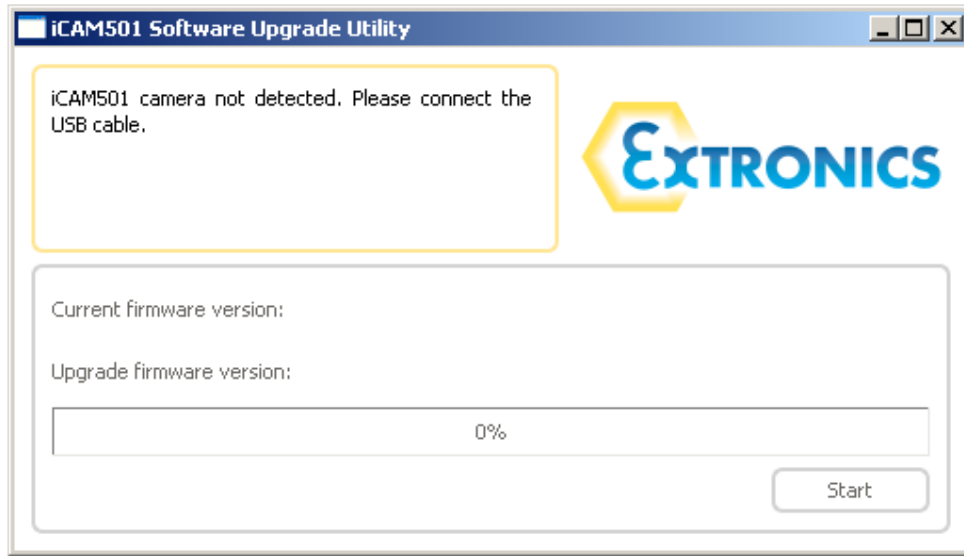 iCAM501 Software Upgrade Utility
iCAM501 camera not detected. Please connect the
USB cable.
EXTRONICS
Current firmware version:
Upgrade firmware version:
0%
Start